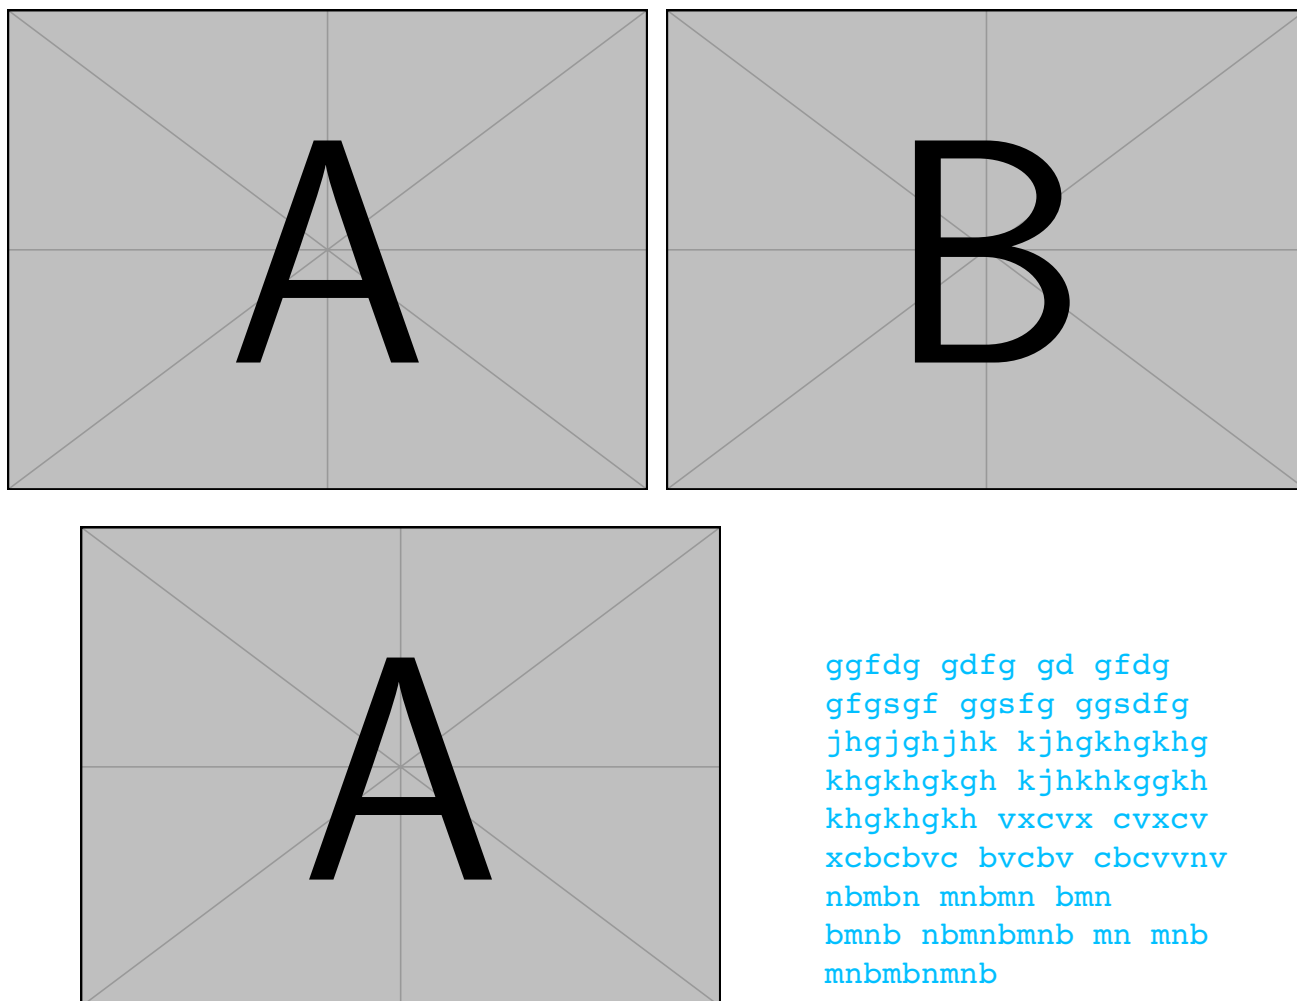 A
B
A
ggfdg gdfg gd gfdg
gfgsgf ggsfg ggsdfg
jhgjghjhk kjhgkhgkhg
khgkhgkgh kjhkhkggkh
khgkhgkh vxcvx cvxcv
xcbcbvc bvcbv cbcvvnv
nbmbn mnbmn bmn
bmnb nbmnbmnb mn mnb
mnbmbnmnb